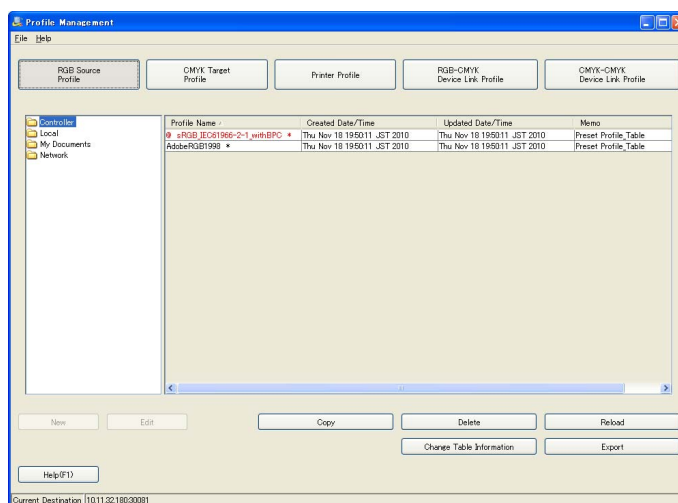 Profile Management
File Help
RGB Source Profile
CMYK Target Profile
Printer Profile
RGB-CMYK Device Link Profile
CMYK-CMYK Device Link Profile
Controller
Local
My Documents
Network
Profile Name Created Date/Time Updated Date/Time Memo
sRGB_IEC61966-2-1_withBPC * Thu Nov 18 19:50:11 JST 2010 Thu Nov 18 19:50:11 JST 2010 Preset Profile_Table
AdobeRGB1998 * Thu Nov 18 19:50:11 JST 2010 Thu Nov 18 19:50:11 JST 2010 Preset Profile_Table
New Edit Copy Delete Reload
Change Table Information Export
Help(F1)
Current Destination 10.11.32.180:30081